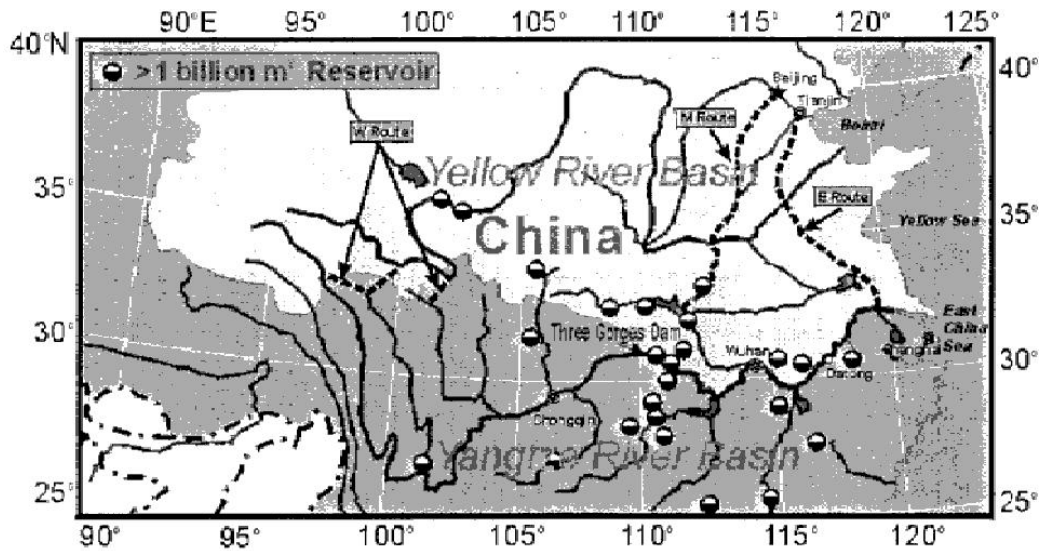 90°E 95° 100° 105° 110° 115° 120° 125°
40°N
40°
>1 billion m³ Reservoir
Beijing
Tianjin
W Route
M Route
Bohai
Yellow River Basin
35°
35°
E Route
China
Yellow Sea
30°
30°
Three Gorges Dam
Wuhan
East
China
Sea
Shanghai
Datong
Chongqin
Yangtze River Basin
25°
25°
90° 95° 100° 105° 110° 115° 120°